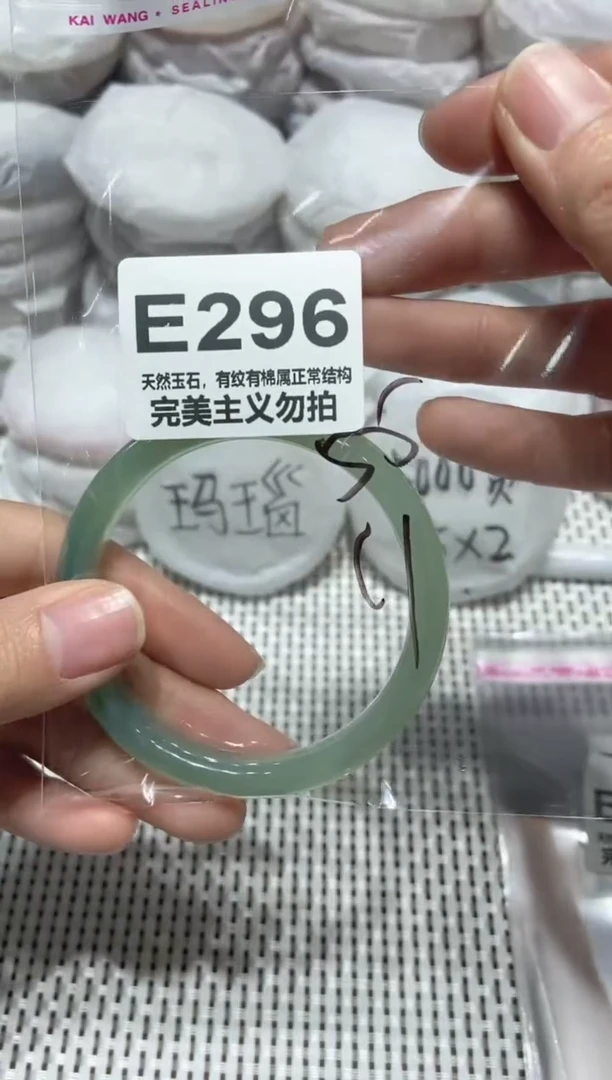 KAI WANG • SEALIN
E296
天然玉石，有纹有棉属正常结构
完美主义勿拍
玛瑙
X2